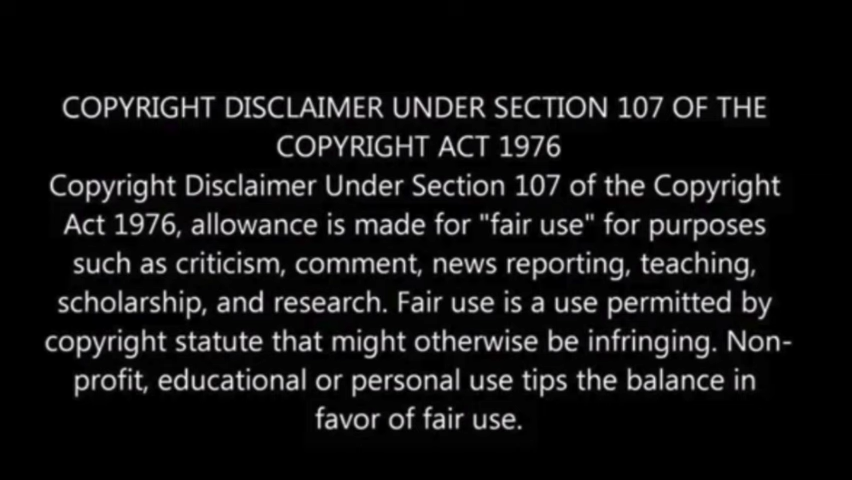 COPYRIGHT DISCLAIMER UNDER SECTION 107 OF THE
COPYRIGHT ACT 1976
Copyright Disclaimer Under Section 107 of the Copyright
Act 1976, allowance is made for "fair use" for purposes
such as criticism, comment, news reporting, teaching,
scholarship, and research. Fair use is a use permitted by
copyright statute that might otherwise be infringing. Non-
profit, educational or personal use tips the balance in
favor of fair use.